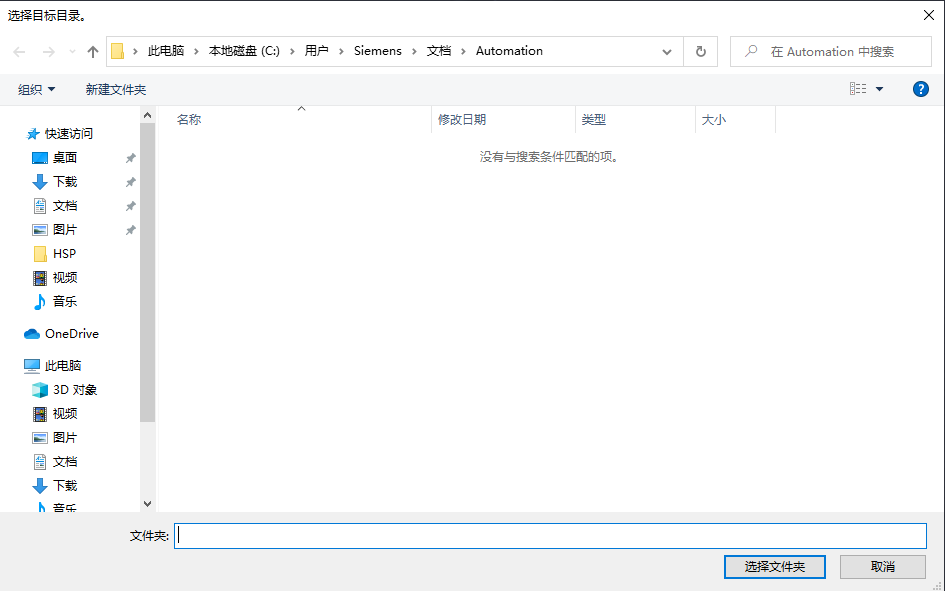 选择目标目录。
此电脑 本地磁盘 (C:) 用户 Siemens 文档 Automation
在 Automation 中搜索
组织
新建文件夹
?
名称
修改日期
类型
大小
没有与搜索条件匹配的项。
快速访问
桌面
下载
文档
图片
HSP
视频
音乐
OneDrive
此电脑
3D 对象
视频
图片
文档
下载
音乐
文件夹:
选择文件夹
取消